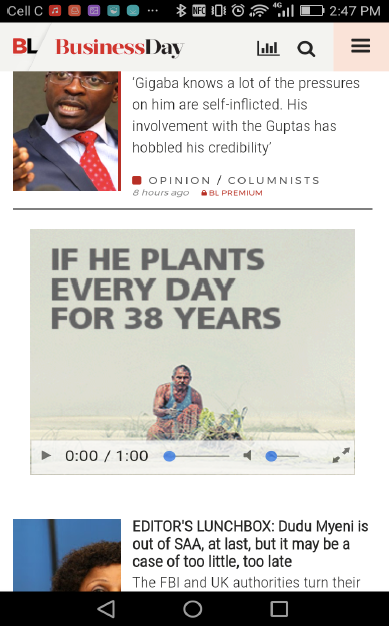 Cell C
NFC
4G
2:47 PM
BL BusinessDay
'Gigaba knows a lot of the pressures
on him are self-inflicted. His
involvement with the Guptas has
hobbled his credibility'
OPINION / COLUMNISTS
8 hours ago BL PREMIUM
IF HE PLANTS
EVERY DAY
FOR 38 YEARS
0:00 / 1:00
EDITOR'S LUNCHBOX: Dudu Myeni is
out of SAA, at last, but it may be a
case of too little, too late
The FBI and UK authorities turn their